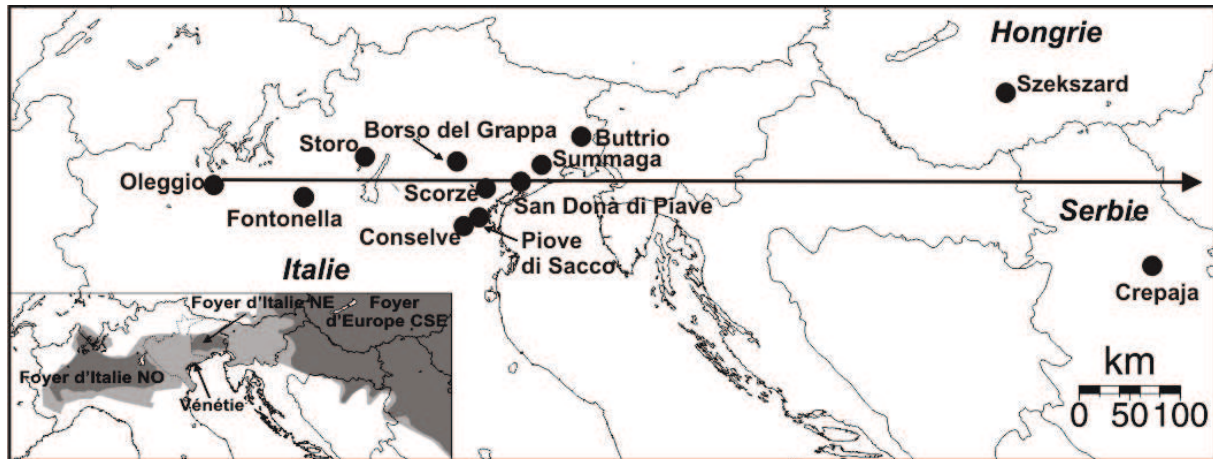 Hongrie
Szekszard
Borso del Grappa
Buttrio
Storo
Summaga
Oleggio
Scorzè
San Donà di Piave
Serbie
Fontonella
Conselve
Piove
di Sacco
Italie
Crepaja
Foyer d'Italie NE
Foyer
d'Europe CSE
Foyer d'Italie NO
Vénétie
km
0 50 100